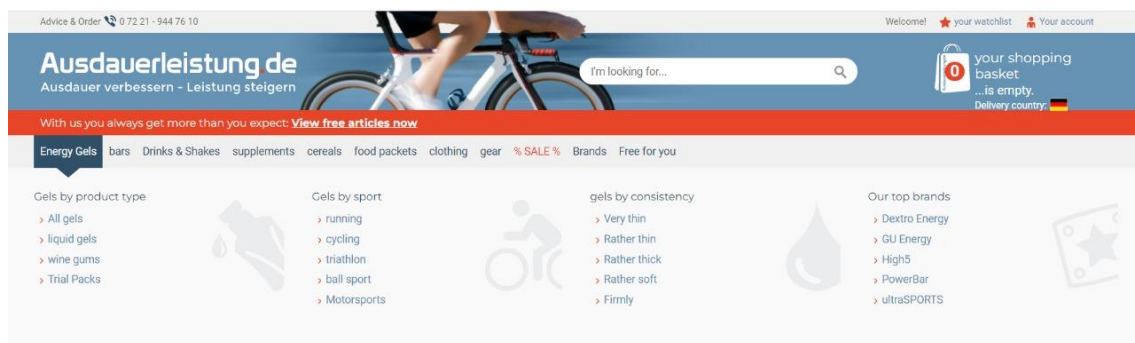 Advice & Order 0 72 21 - 944 76 10
Welcome! your watchlist Your account
Ausdauerleistung.de
Ausdauer verbessern - Leistung steigern
I'm looking for...
0
your shopping
basket
...is empty.
Delivery country:
With us you always get more than you expect: View free articles now
Energy Gels bars Drinks & Shakes supplements cereals food packets clothing gear % SALE % Brands Free for you
Gels by product type
All gels
liquid gels
wine gums
Trial Packs
Gels by sport
running
cycling
triathlon
ball sport
Motorsports
gels by consistency
Very thin
Rather thin
Rather thick
Rather soft
Firmly
Our top brands
Dextro Energy
GU Energy
High5
PowerBar
ultraSPORTS